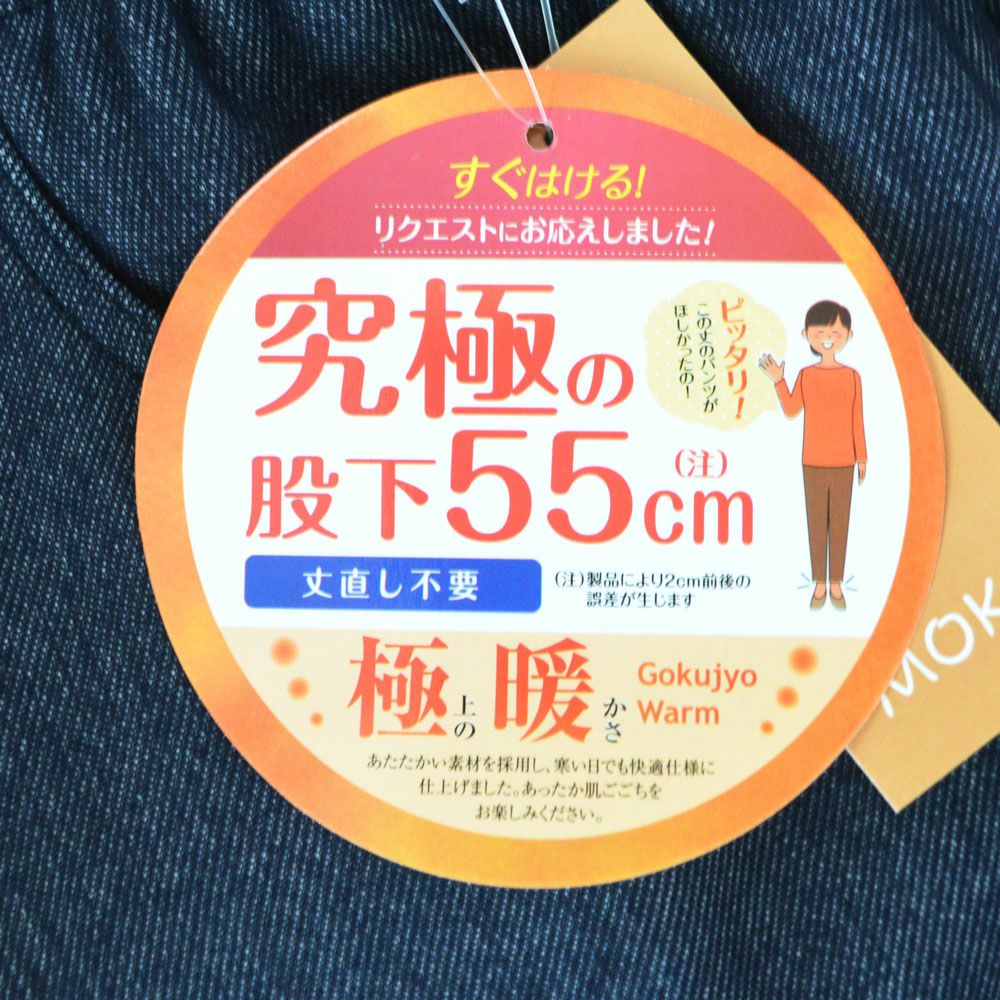 すぐはける!
リクエストにお応えしました!
究極の
股下55cm
(注)
ピッタリ!
この丈のパンツが
ほしかったの!
丈直し不要
(注)製品により2cm前後の
誤差が生じます
極上の暖かさ
Gokujyo
Warm
あたたかい素材を採用し、寒い日でも快適仕様に
仕上げました。あったか肌ごこちを
お楽しみください。
MOK